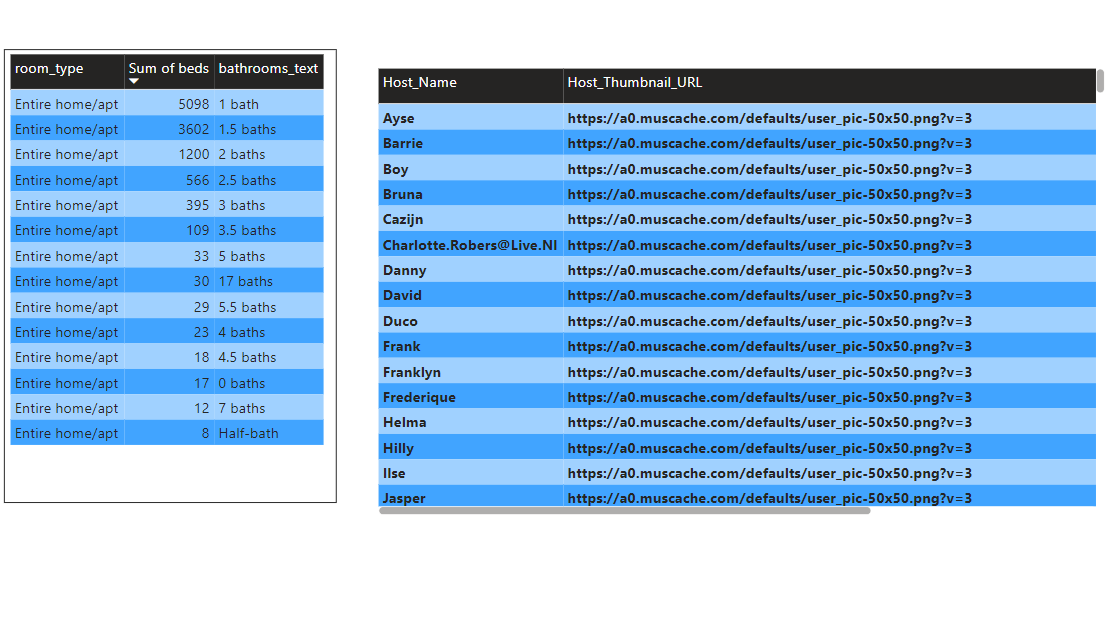 room_type Sum of beds bathrooms_text
Entire home/apt 5098 1 bath
Entire home/apt 3602 1.5 baths
Entire home/apt 1200 2 baths
Entire home/apt 566 2.5 baths
Entire home/apt 395 3 baths
Entire home/apt 109 3.5 baths
Entire home/apt 33 5 baths
Entire home/apt 30 17 baths
Entire home/apt 29 5.5 baths
Entire home/apt 23 4 baths
Entire home/apt 18 4.5 baths
Entire home/apt 17 0 baths
Entire home/apt 12 7 baths
Entire home/apt 8 Half-bath
Host_Name Host_Thumbnail_URL
Ayse https://a0.muscache.com/defaults/user_pic-50x50.png?v=3
Barrie https://a0.muscache.com/defaults/user_pic-50x50.png?v=3
Boy https://a0.muscache.com/defaults/user_pic-50x50.png?v=3
Bruna https://a0.muscache.com/defaults/user_pic-50x50.png?v=3
Cazijn https://a0.muscache.com/defaults/user_pic-50x50.png?v=3
Charlotte.Robers@Live.Nl https://a0.muscache.com/defaults/user_pic-50x50.png?v=3
Danny https://a0.muscache.com/defaults/user_pic-50x50.png?v=3
David https://a0.muscache.com/defaults/user_pic-50x50.png?v=3
Duco https://a0.muscache.com/defaults/user_pic-50x50.png?v=3
Frank https://a0.muscache.com/defaults/user_pic-50x50.png?v=3
Franklyn https://a0.muscache.com/defaults/user_pic-50x50.png?v=3
Frederique https://a0.muscache.com/defaults/user_pic-50x50.png?v=3
Helma https://a0.muscache.com/defaults/user_pic-50x50.png?v=3
Hilly https://a0.muscache.com/defaults/user_pic-50x50.png?v=3
Ilse https://a0.muscache.com/defaults/user_pic-50x50.png?v=3
Jasper https://a0.muscache.com/defaults/user_pic-50x50.png?v=3